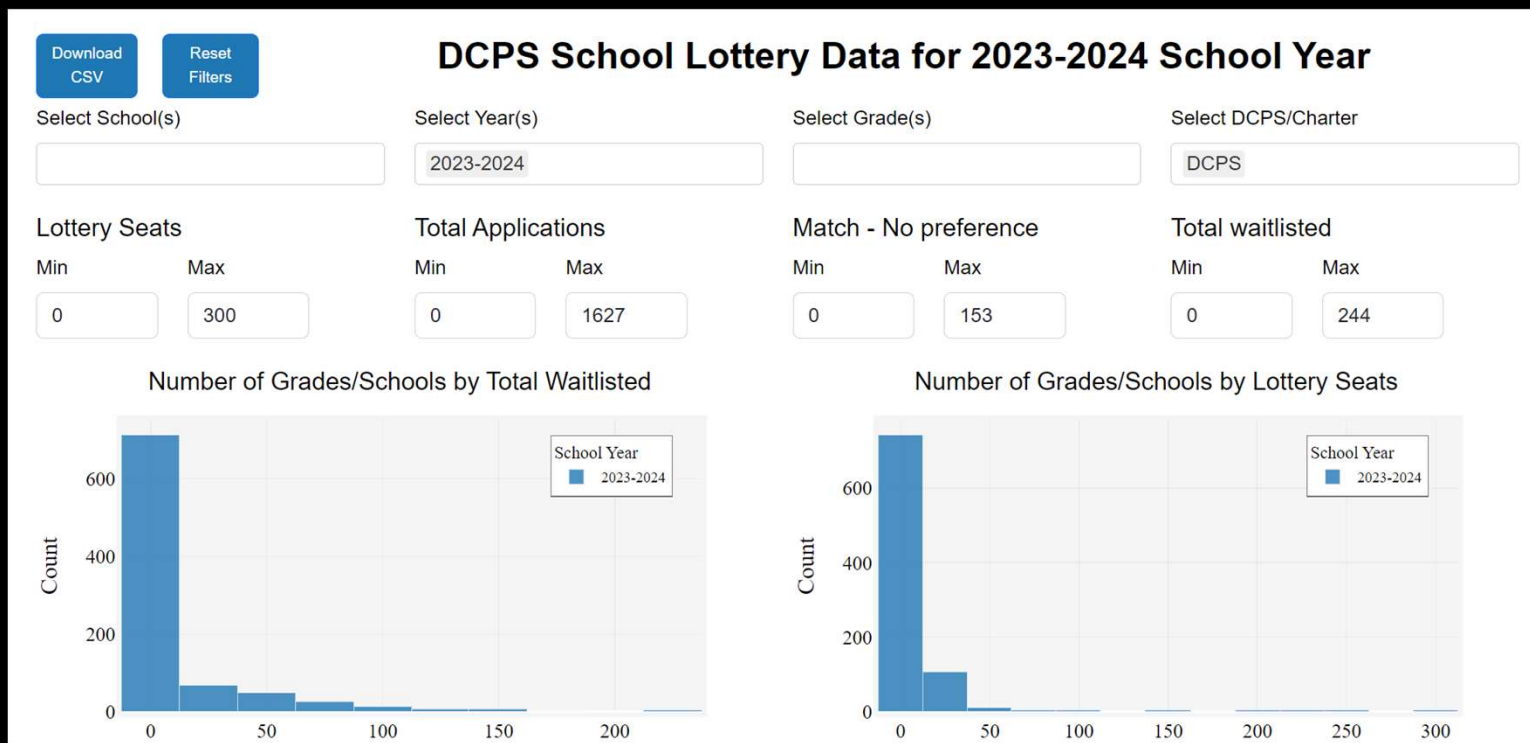 Download
CSV
Reset
Filters
DCPS School Lottery Data for 2023-2024 School Year
Select School(s)
Select Year(s)
Select Grade(s)
Select DCPS/Charter
2023-2024
DCPS
Lottery Seats
Total Applications
Match - No preference
Total waitlisted
Min
Max
Min
Max
Min
Max
Min
Max
0
300
0
1627
0
153
0
244
Number of Grades/Schools by Total Waitlisted
School Year
2023-2024
600
400
200
0
Count
0
50
100
150
200
Number of Grades/Schools by Lottery Seats
School Year
2023-2024
600
400
200
0
Count
0
50
100
150
200
250
300